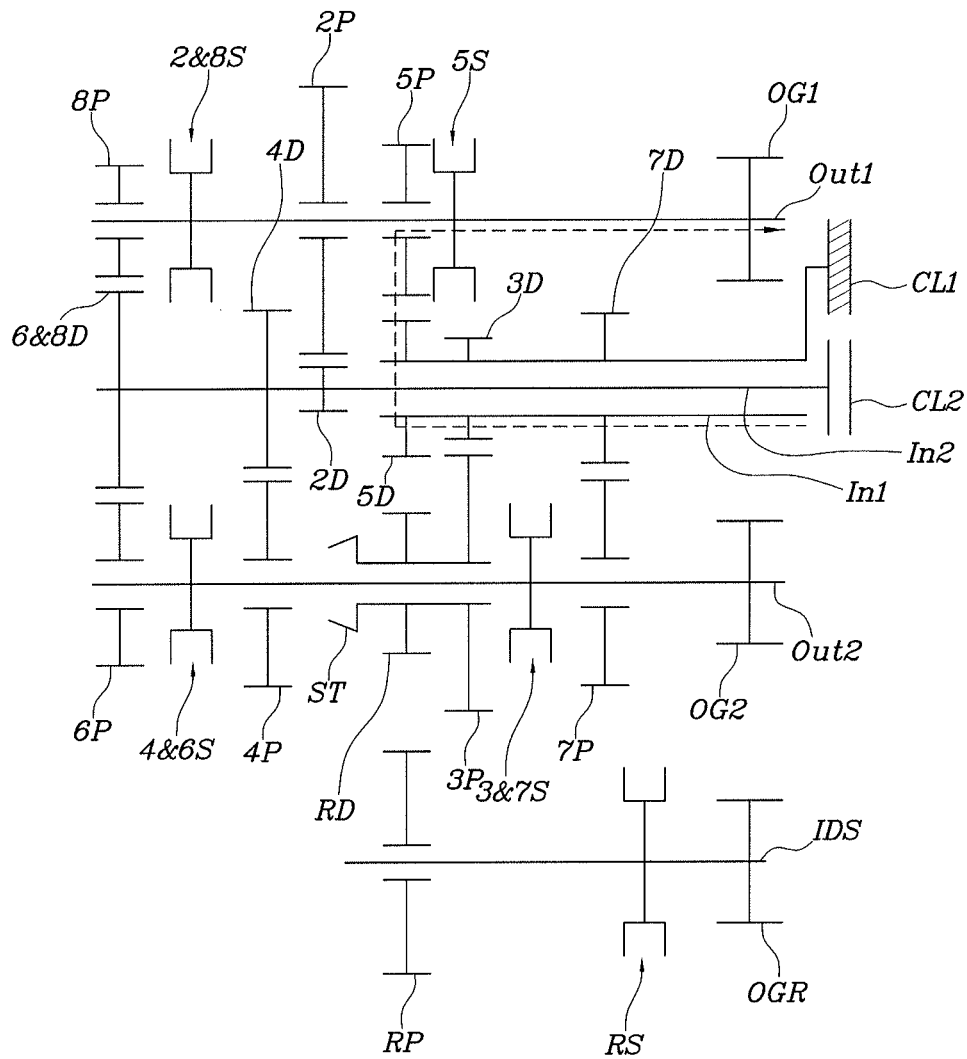 2P
2&8S
5P
5S
8P
OG1
4D
7D
Out1
3D
6&8D
CL1
CL2
2D
5D
In2
In1
ST
Out2
6P
4&6S
4P
OG2
RD
3P
3&7S
7P
IDS
OGR
RP
RS